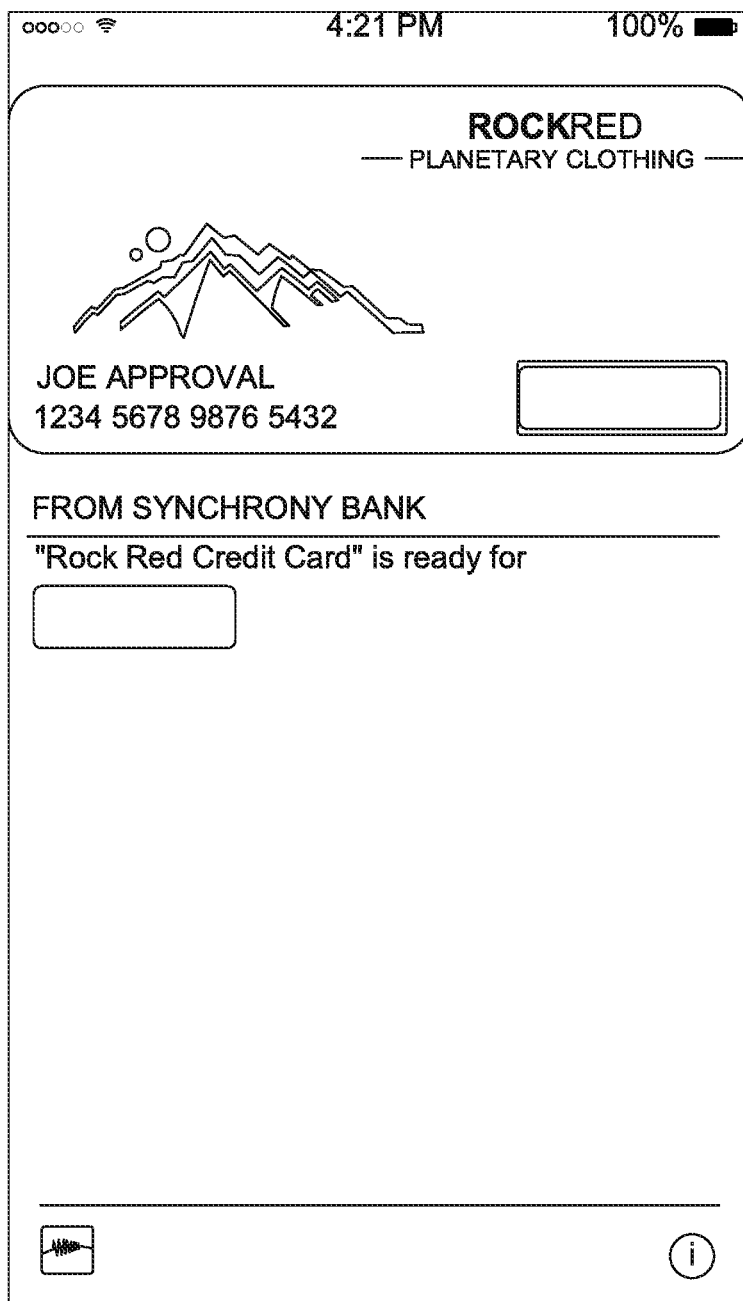 4:21 PM 100%
ROCKRED
PLANETARY CLOTHING
JOE APPROVAL
1234 5678 9876 5432
FROM SYNCHRONY BANK
"Rock Red Credit Card" is ready for
i